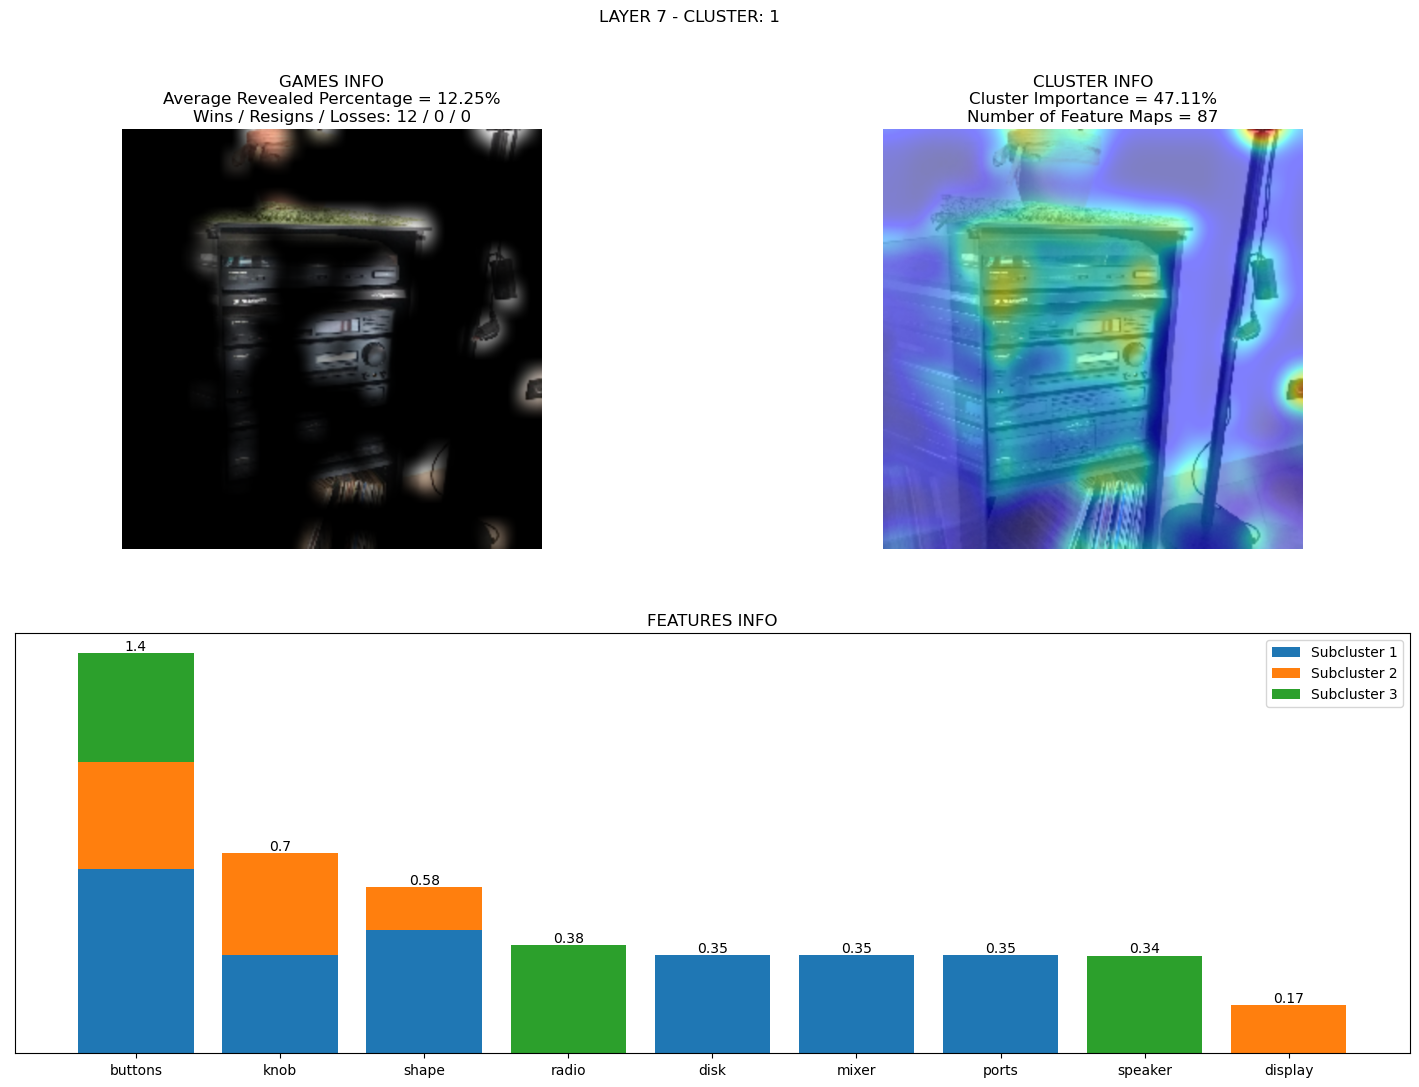 LAYER 7 - CLUSTER: 1
GAMES INFO
Average Revealed Percentage = 12.25%
Wins / Resigns / Losses: 12 / 0 / 0
CLUSTER INFO
Cluster Importance = 47.11%
Number of Feature Maps = 87
FEATURES INFO
1.4
0.7
0.58
0.38
0.35
0.35
0.35
0.34
0.17
Subcluster 1
Subcluster 2
Subcluster 3
buttons
knob
shape
radio
disk
mixer
ports
speaker
display